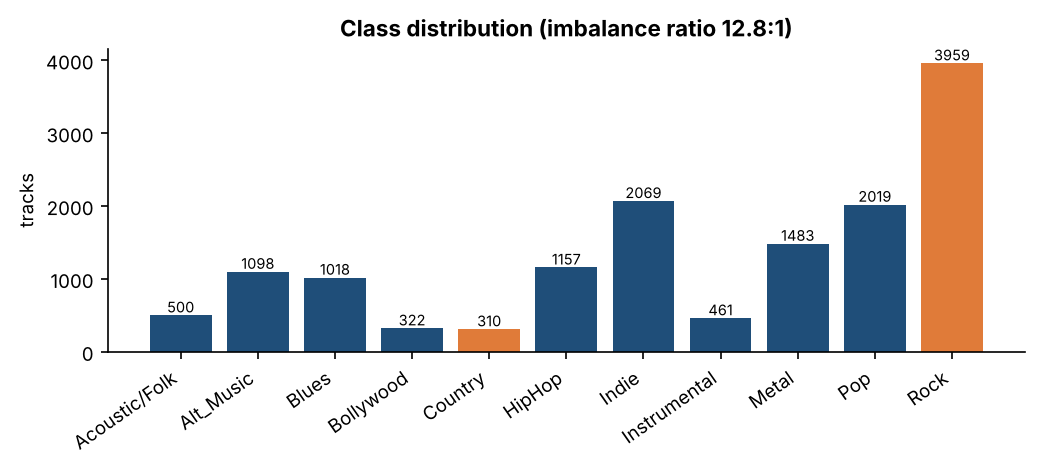 Class distribution (imbalance ratio 12.8:1)
tracks
4000
3000
2000
1000
0
500
1098
1018
322
310
1157
2069
461
1483
2019
3959
Acoustic/Folk
Alt_Music
Blues
Bollywood
Country
HipHop
Indie
Instrumental
Metal
Pop
Rock